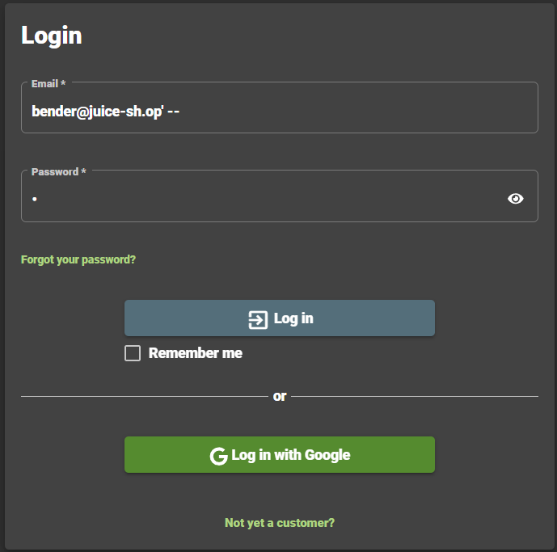 Login
Email *
bender@juice-sh.op' --
Password *
•
Forgot your password?
Log in
Remember me
or
Log in with Google
Not yet a customer?